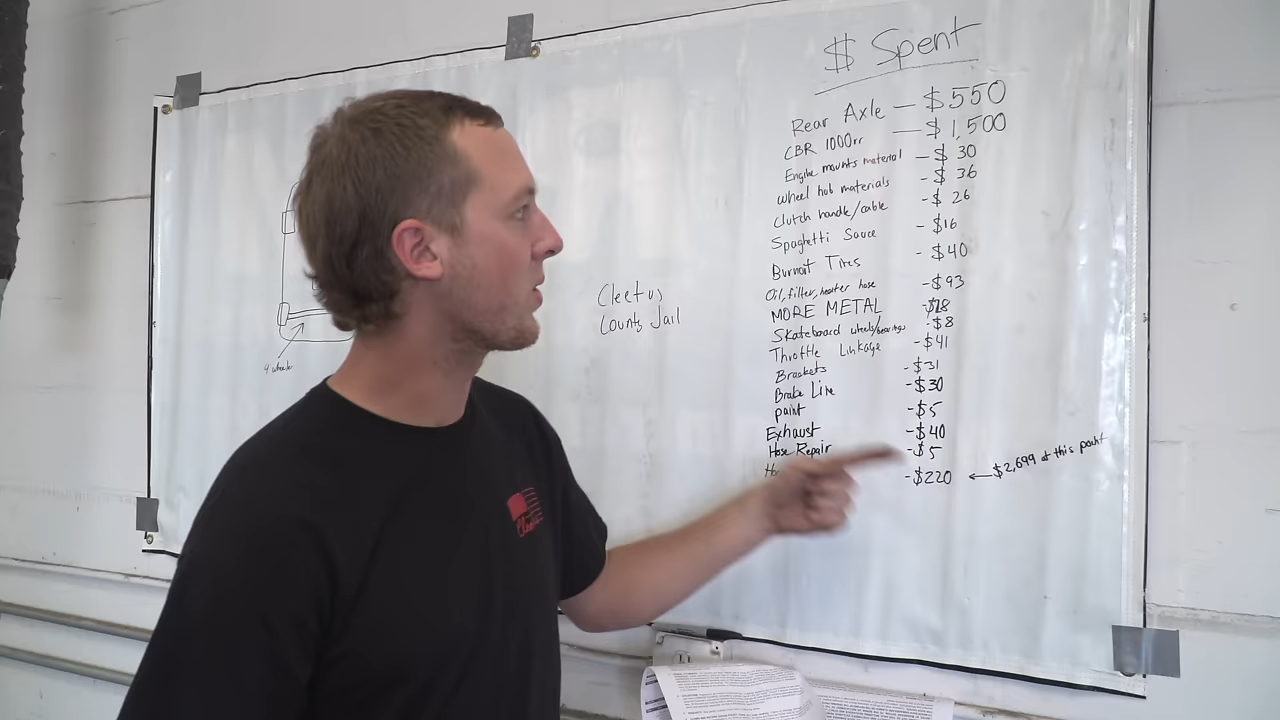 $ Spent
Rear Axle — $550
CBR 1000rr — $1,500
Engine mounts material — $30
wheel hub materials - $36
clutch handle/cable - $26
Spaghetti Sauce - $16
Burnout Tires - $40
Oil, filter, heater hose - $93
MORE METAL - $28
Skateboard wheels/bearings - $8
Throttle Linkage - $41
Brackets - $31
Brake Line - $30
paint - $5
Exhaust - $40
Hose Repair - $5
- $220 ← $2,699 at this point
Cleetus
County Jail
4 wheeler